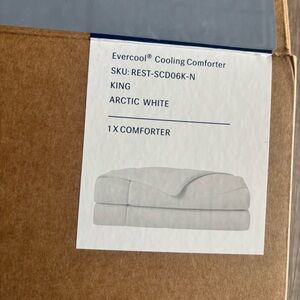 Evercool® Cooling Comforter
SKU: REST-SCD06K-N
KING
ARCTIC WHITE
1 X COMFORTER